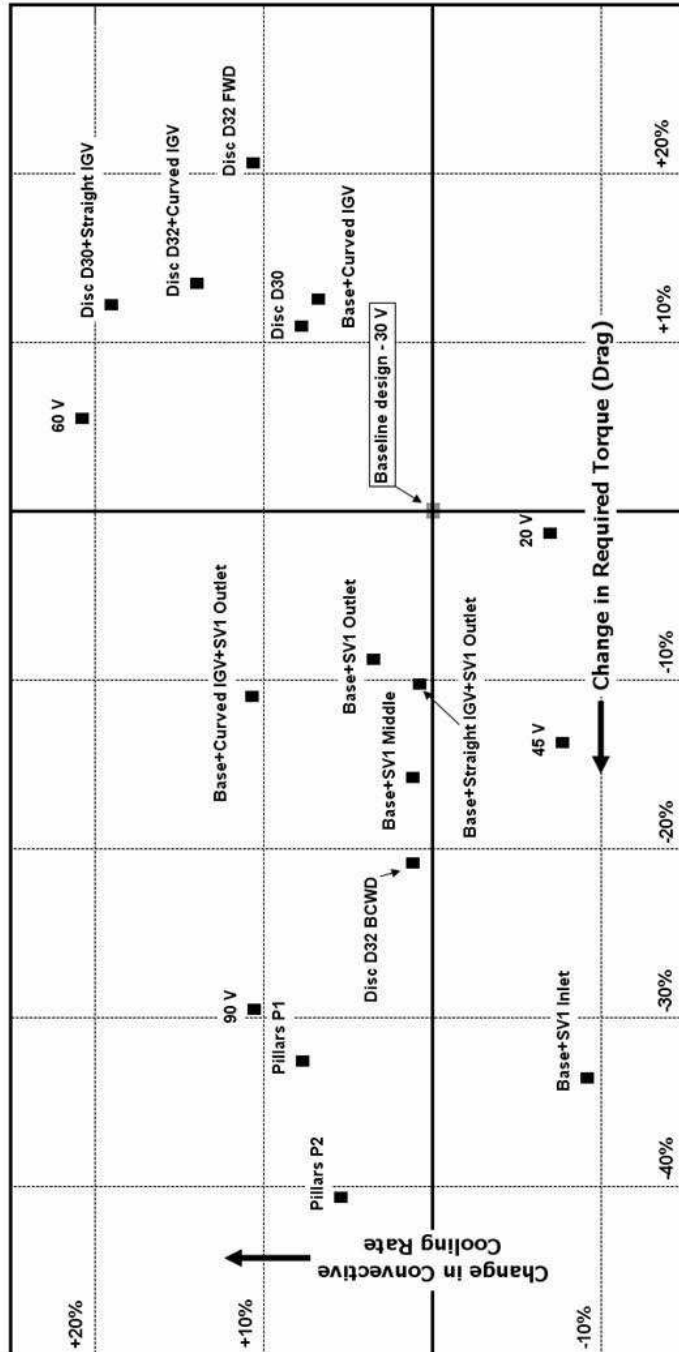 +20%
+10%
-10%
Change in Convective
Cooling Rate
-40%
-30%
-20%
-10%
+10%
+20%
Change in Required Torque (Drag)
Pillars P2
Pillars P1
90 V
Base+SV1 Inlet
Disc D32 BCWD
Base+SV1 Middle
Base+Straight IGV+SV1 Outlet
Base+SV1 Outlet
Base+Curved IGV+SV1 Outlet
45 V
20 V
Baseline design - 30 V
60 V
Disc D30+Straight IGV
Disc D32+Curved IGV
Disc D30
Base+Curved IGV
Disc D32 FWD